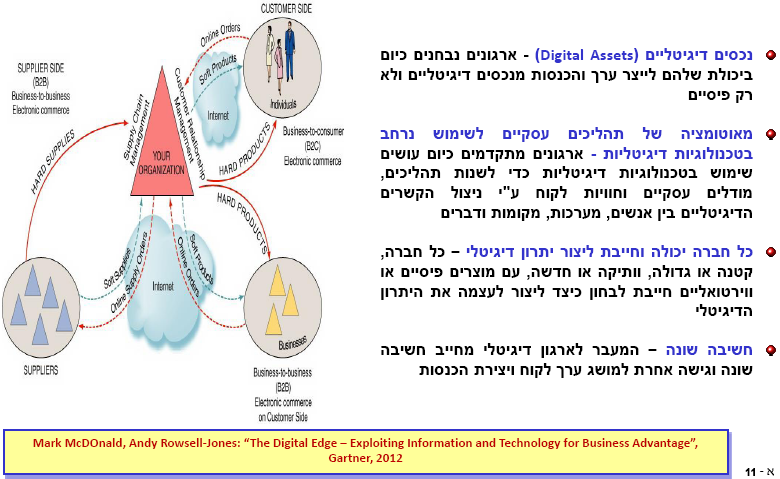 CUSTOMER SIDE
Online Orders
Soft Products
Individuals
Internet
SUPPLIER SIDE
(B2B)
Business-to-business
Electronic commerce
Supply Chain
Management
Customer Relationship
Management
YOUR
ORGANIZATION
HARD SUPPLIES
HARD PRODUCTS
Business-to-consumer
(B2C)
Electronic commerce
HARD PRODUCTS
Soft Supplies
Online Supply Orders
Internet
Soft Products
Online Orders
SUPPLIERS
Businesses
Business-to-business
(B2B)
Electronic commerce
on Customer Side
נכסים דיגיטליים (Digital Assets) - ארגונים נבחנים כיום
ביכולת שלהם לייצר ערך והכנסות מנכסים דיגיטליים ולא
רק פיסיים
מאוטומציה של תהליכים עסקיים לשימוש נרחב
בטכנולוגיות דיגיטליות - ארגונים מתקדמים כיום עושים
שימוש בטכנולוגיות דיגיטליות כדי לשנות תהליכים,
מודלים עסקיים וחוויות לקוח ע"י ניצול הקשרים
הדיגיטליים בין אנשים, מערכות, מקומות ודברים
כל חברה יכולה וחייבת ליצור יתרון דיגיטלי – כל חברה,
קטנה או גדולה, וותיקה או חדשה, עם מוצרים פיסיים או
ווירטואליים חייבת לבחון כיצד ליצור לעצמה את היתרון
הדיגיטלי
חשיבה שונה – המעבר לארגון דיגיטלי מחייב חשיבה
שונה וגישה אחרת למושג ערך לקוח ויצירת הכנסות
Mark McDOnald, Andy Rowsell-Jones: “The Digital Edge – Exploiting Information and Technology for Business Advantage”,
Gartner, 2012
א - 11